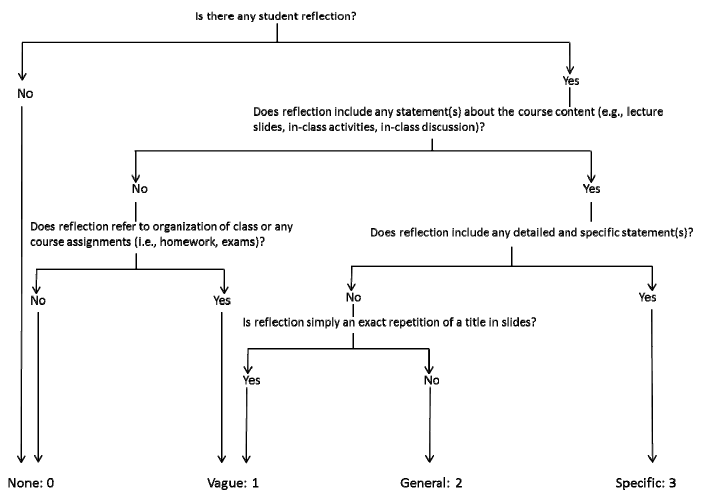 Is there any student reflection?
No
Yes
Does reflection include any statement(s) about the course content (e.g., lecture
slides, in-class activities, in-class discussion)?
No
Yes
Does reflection refer to organization of class or any
course assignments (i.e., homework, exams)?
Does reflection include any detailed and specific statement(s)?
No
Yes
No
Yes
Is reflection simply an exact repetition of a title in slides?
Yes
No
None: 0
Vague: 1
General: 2
Specific: 3